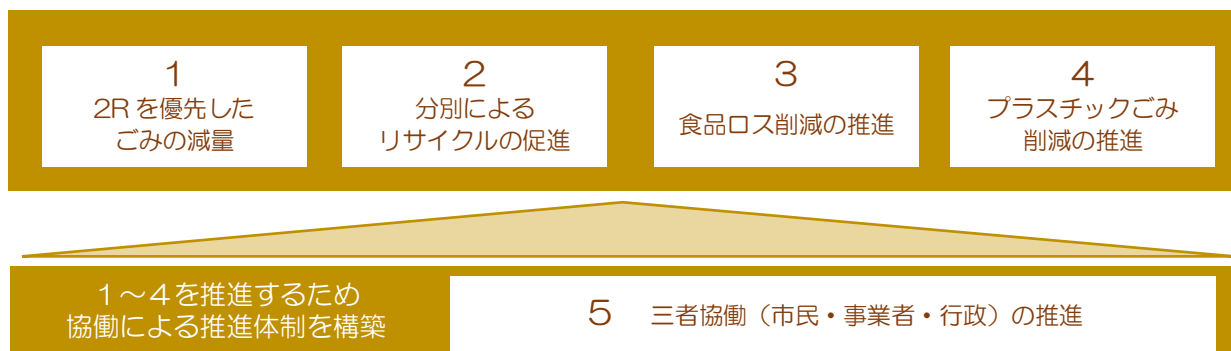 1
2Rを優先した
ごみの減量
2
分別による
リサイクルの促進
3
食品ロス削減の推進
4
プラスチックごみ
削減の推進
1～4を推進するため
協働による推進体制を構築
5 三者協働（市民・事業者・行政）の推進